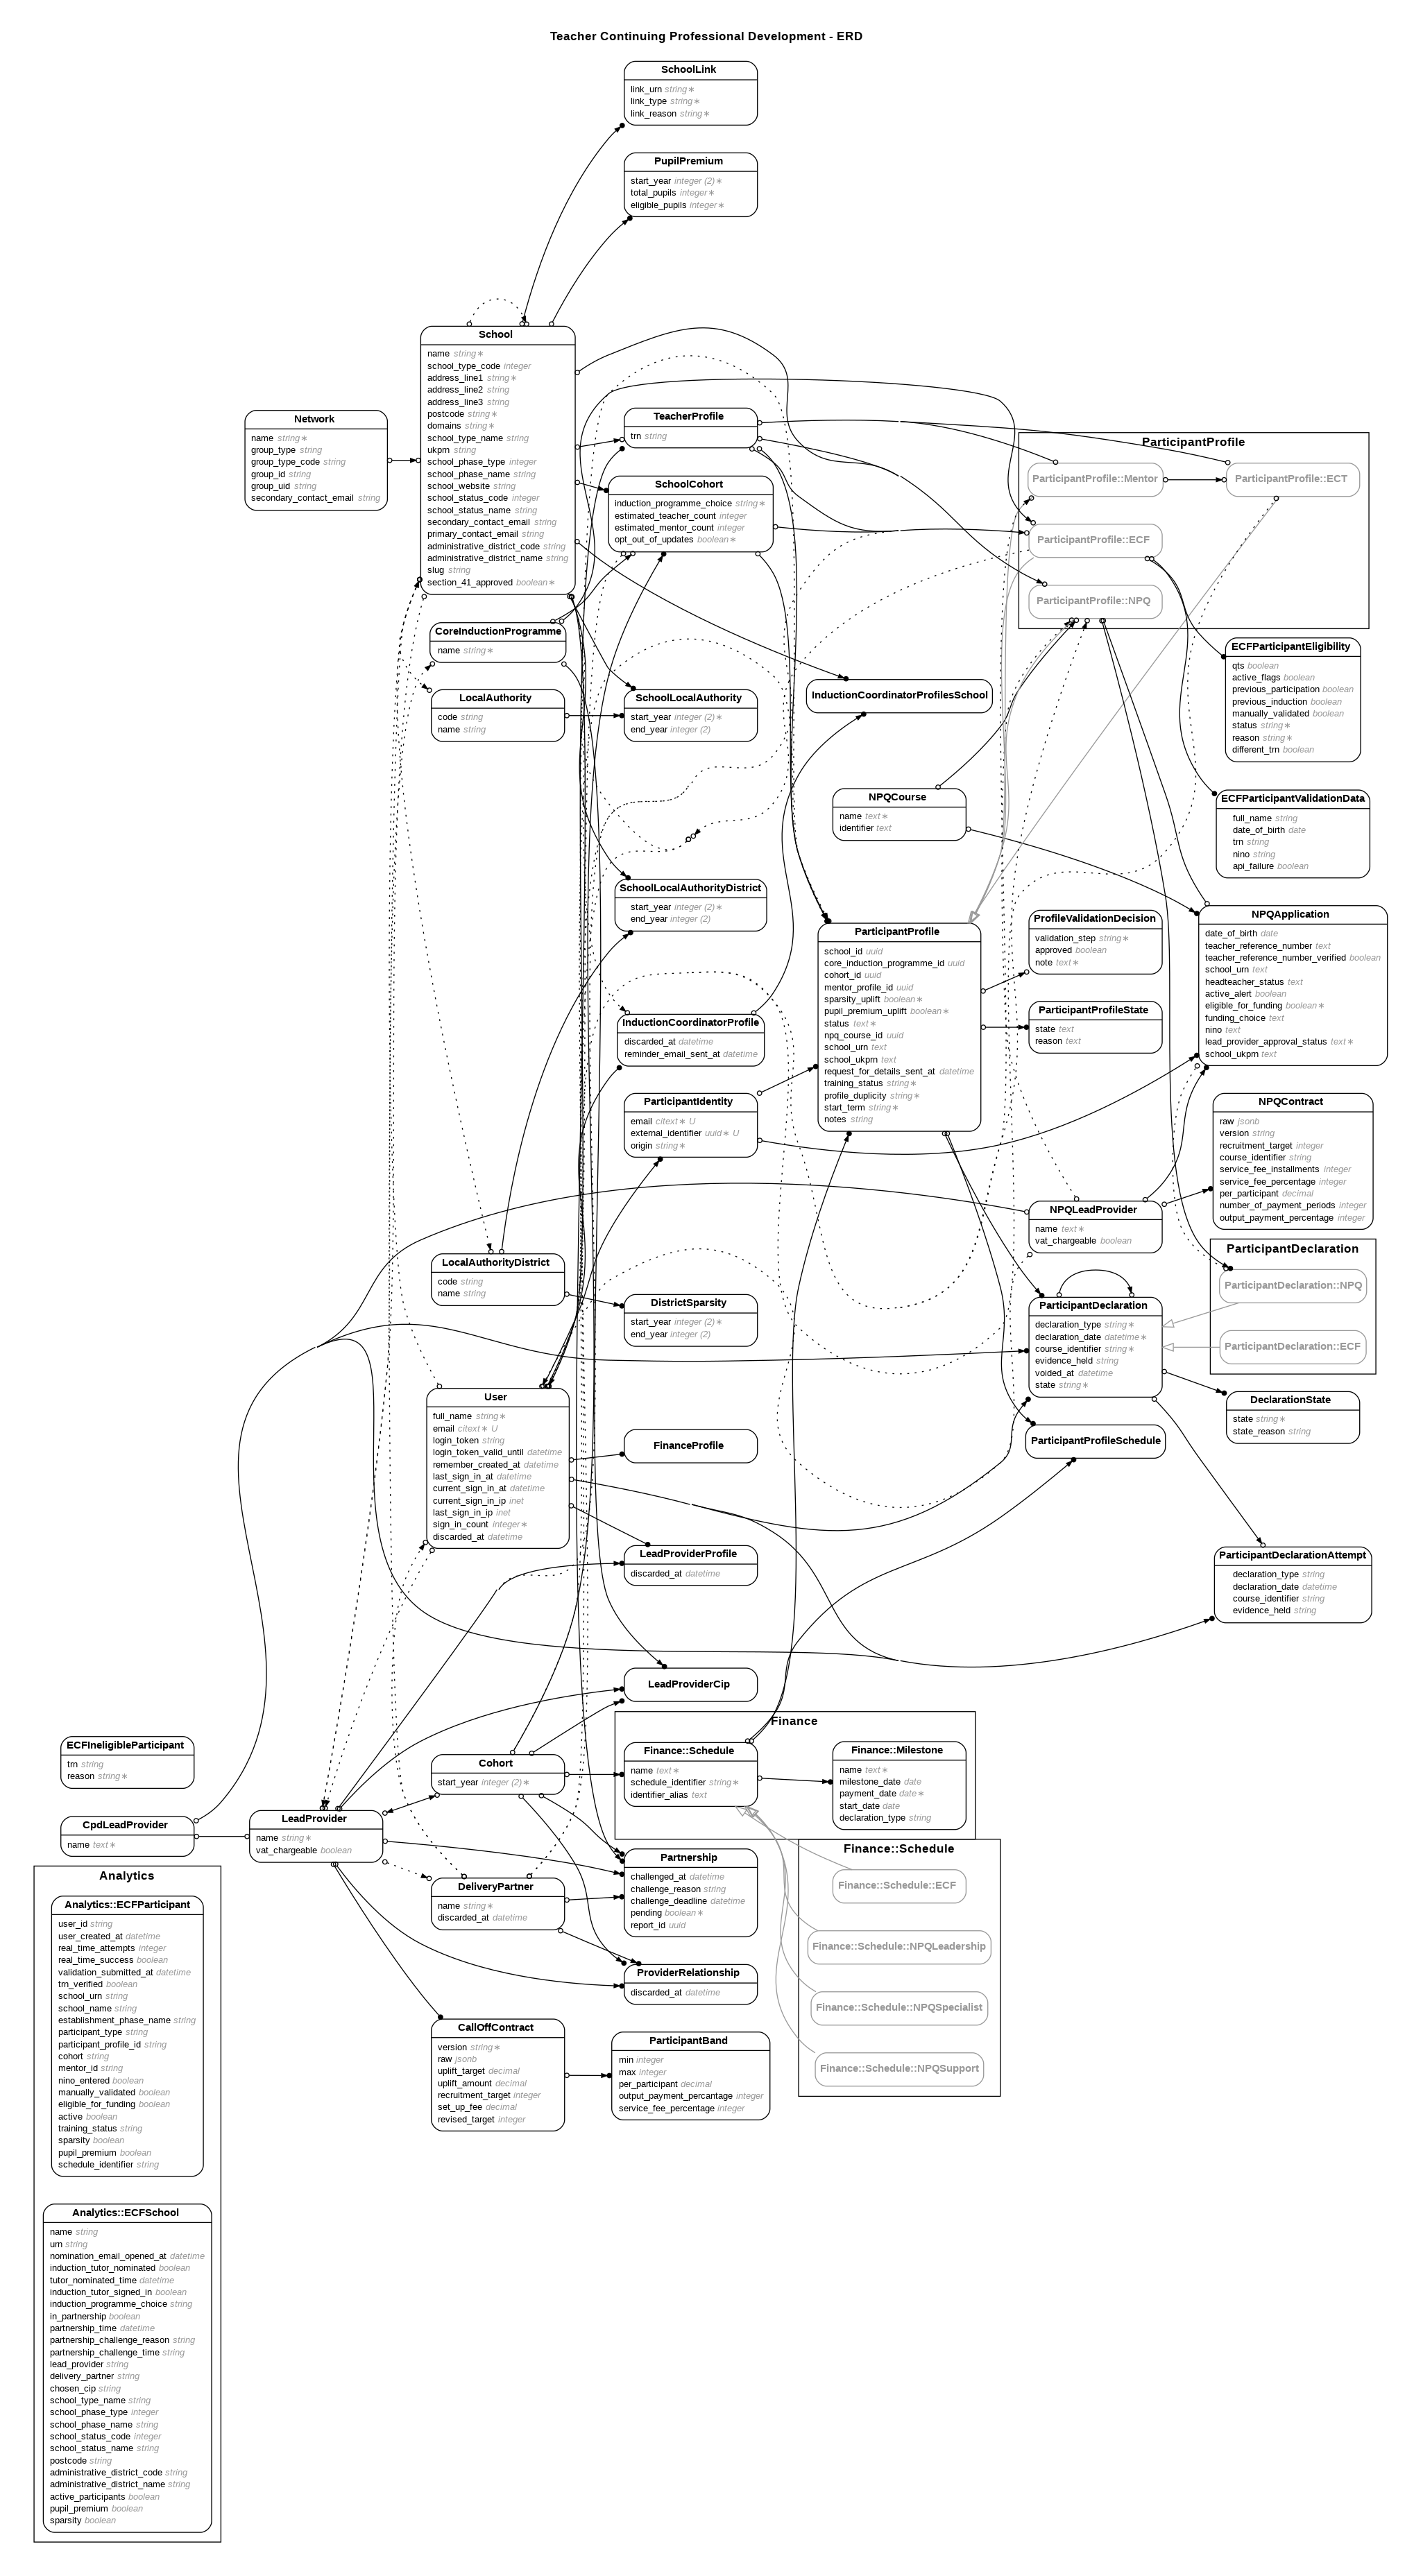 Teacher Continuing Professional Development - ERD
SchoolLink
link_urn string ∗
link_type string ∗
link_reason string ∗
PupilPremium
start_year integer (2) ∗
total_pupils integer ∗
eligible_pupils integer ∗
School
name string ∗
school_type_code integer
address_line1 string ∗
address_line2 string
address_line3 string
postcode string ∗
domains string ∗
school_type_name string
ukprn string
school_phase_type integer
school_phase_name string
school_website string
school_status_code integer
school_status_name string
secondary_contact_email string
primary_contact_email string
administrative_district_code string
administrative_district_name string
slug string
section_41_approved boolean ∗
Network
name string ∗
group_type string
group_type_code string
group_id string
group_uid string
secondary_contact_email string
TeacherProfile
trn string
SchoolCohort
induction_programme_choice string ∗
estimated_teacher_count integer
estimated_mentor_count integer
opt_out_of_updates boolean ∗
ParticipantProfile
ParticipantProfile::Mentor
ParticipantProfile::ECT
ParticipantProfile::ECF
ParticipantProfile::NPQ
CoreInductionProgramme
name string ∗
LocalAuthority
code string
name string
SchoolLocalAuthority
start_year integer (2) ∗
end_year integer (2)
InductionCoordinatorProfilesSchool
ECFParticipantEligibility
qts boolean
active_flags boolean
previous_participation boolean
previous_induction boolean
manually_validated boolean
status string ∗
reason string ∗
different_trn boolean
NPQCourse
name text ∗
identifier text
ECFParticipantValidationData
full_name string
date_of_birth date
trn string
nino string
api_failure boolean
SchoolLocalAuthorityDistrict
start_year integer (2) ∗
end_year integer (2)
ParticipantProfile
school_id uuid
core_induction_programme_id uuid
cohort_id uuid
mentor_profile_id uuid
sparsity_uplift boolean ∗
pupil_premium_uplift boolean ∗
status text ∗
npq_course_id uuid
school_urn text
school_ukprn text
request_for_details_sent_at datetime
training_status string ∗
profile_duplicity string ∗
start_term string ∗
notes string
ProfileValidationDecision
validation_step string ∗
approved boolean
note text ∗
ParticipantProfileState
state text
reason text
NPQApplication
date_of_birth date
teacher_reference_number text
teacher_reference_number_verified boolean
school_urn text
headteacher_status text
active_alert boolean
eligible_for_funding boolean ∗
funding_choice text
nino text
lead_provider_approval_status text ∗
school_ukprn text
InductionCoordinatorProfile
discarded_at datetime
reminder_email_sent_at datetime
ParticipantIdentity
email citext ∗ U
external_identifier uuid ∗ U
origin string ∗
NPQContract
raw jsonb
version string
recruitment_target integer
course_identifier string
service_fee_installments integer
service_fee_percentage integer
per_participant decimal
number_of_payment_periods integer
output_payment_percentage integer
NPQLeadProvider
name text ∗
vat_chargeable boolean
LocalAuthorityDistrict
code string
name string
DistrictSparsity
start_year integer (2) ∗
end_year integer (2)
ParticipantDeclaration
declaration_type string ∗
declaration_date datetime ∗
course_identifier string ∗
evidence_held string
voided_at datetime
state string ∗
ParticipantDeclaration
ParticipantDeclaration::NPQ
ParticipantDeclaration::ECF
DeclarationState
state string ∗
state_reason string
User
full_name string ∗
email citext ∗ U
login_token string
login_token_valid_until datetime
remember_created_at datetime
last_sign_in_at datetime
current_sign_in_at datetime
current_sign_in_ip inet
last_sign_in_ip inet
sign_in_count integer ∗
discarded_at datetime
FinanceProfile
ParticipantProfileSchedule
LeadProviderProfile
discarded_at datetime
ParticipantDeclarationAttempt
declaration_type string
declaration_date datetime
course_identifier string
evidence_held string
LeadProviderCip
ECFIneligibleParticipant
trn string
reason string ∗
Cohort
start_year integer (2) ∗
Finance
Finance::Schedule
name text ∗
schedule_identifier string ∗
identifier_alias text
Finance::Milestone
name text ∗
milestone_date date
payment_date date ∗
start_date date
declaration_type string
CpdLeadProvider
name text ∗
LeadProvider
name string ∗
vat_chargeable boolean
Finance::Schedule
Finance::Schedule::ECF
Finance::Schedule::NPQLeadership
Finance::Schedule::NPQSpecialist
Finance::Schedule::NPQSupport
DeliveryPartner
name string ∗
discarded_at datetime
Partnership
challenged_at datetime
challenge_reason string
challenge_deadline datetime
pending boolean ∗
report_id uuid
ProviderRelationship
discarded_at datetime
CallOffContract
version string ∗
raw jsonb
uplift_target decimal
uplift_amount decimal
recruitment_target integer
set_up_fee decimal
revised_target integer
ParticipantBand
min integer
max integer
per_participant decimal
output_payment_percantage integer
service_fee_percentage integer
Analytics
Analytics::ECFParticipant
user_id string
user_created_at datetime
real_time_attempts integer
real_time_success boolean
validation_submitted_at datetime
trn_verified boolean
school_urn string
school_name string
establishment_phase_name string
participant_type string
participant_profile_id string
cohort string
mentor_id string
nino_entered boolean
manually_validated boolean
eligible_for_funding boolean
active boolean
training_status string
sparsity boolean
pupil_premium boolean
schedule_identifier string
Analytics::ECFSchool
name string
urn string
nomination_email_opened_at datetime
induction_tutor_nominated boolean
tutor_nominated_time datetime
induction_tutor_signed_in boolean
induction_programme_choice string
in_partnership boolean
partnership_time datetime
partnership_challenge_reason string
partnership_challenge_time string
lead_provider string
delivery_partner string
chosen_cip string
school_type_name string
school_phase_type integer
school_phase_name string
school_status_code integer
school_status_name string
postcode string
administrative_district_code string
administrative_district_name string
active_participants boolean
pupil_premium boolean
sparsity boolean